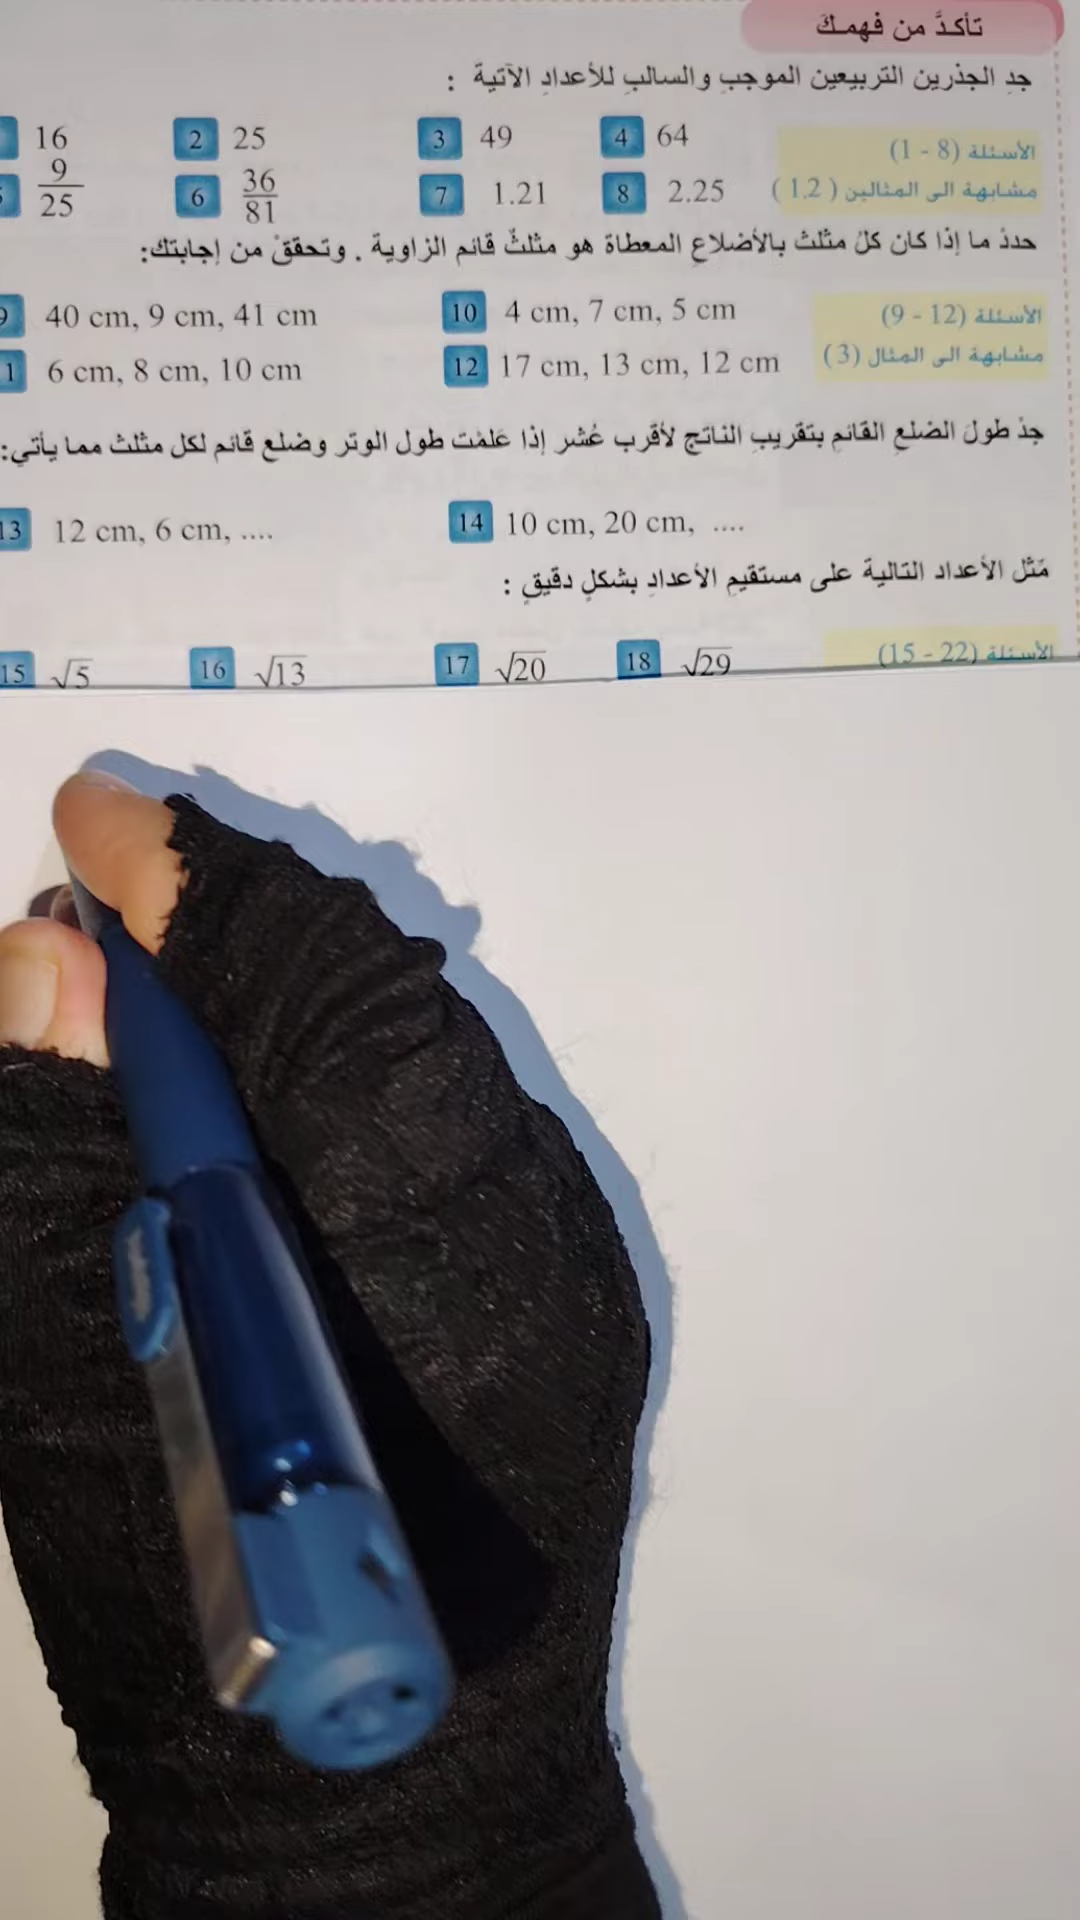 تأكدَّ من فهمكَ
جدِ الجذرين التربيعين الموجبِ والسالبِ للأعدادِ الآتية :
16 2 25 3 49 4 64 الأسئلة (8 - 1)
9/25 6 36/81 7 1.21 8 2.25 مشابهة الى المثالين (1,2)
حددْ ما إذا كان كلُ مثلث بالأضلاعِ المعطاة هو مثلثٌ قائم الزاوية . وتحققْ من إجابتك:
9 40 cm, 9 cm, 41 cm 10 4 cm, 7 cm, 5 cm الأسئلة (12 - 9)
1 6 cm, 8 cm, 10 cm 12 17 cm, 13 cm, 12 cm مشابهة الى المثال (3)
جدْ طولَ الضلعِ القائمِ بتقريبِ الناتج لأقرب عُشر إذا عَلمْت طول الوتر وضلع قائم لكل مثلث مما يأتي:
13 12 cm, 6 cm, .... 14 10 cm, 20 cm, ....
مَثل الأعداد التالية على مستقيمِ الأعدادِ بشكلٍ دقيقٍ :
15 √5 16 √13 17 √20 18 √29 الأسئلة (22 - 15)